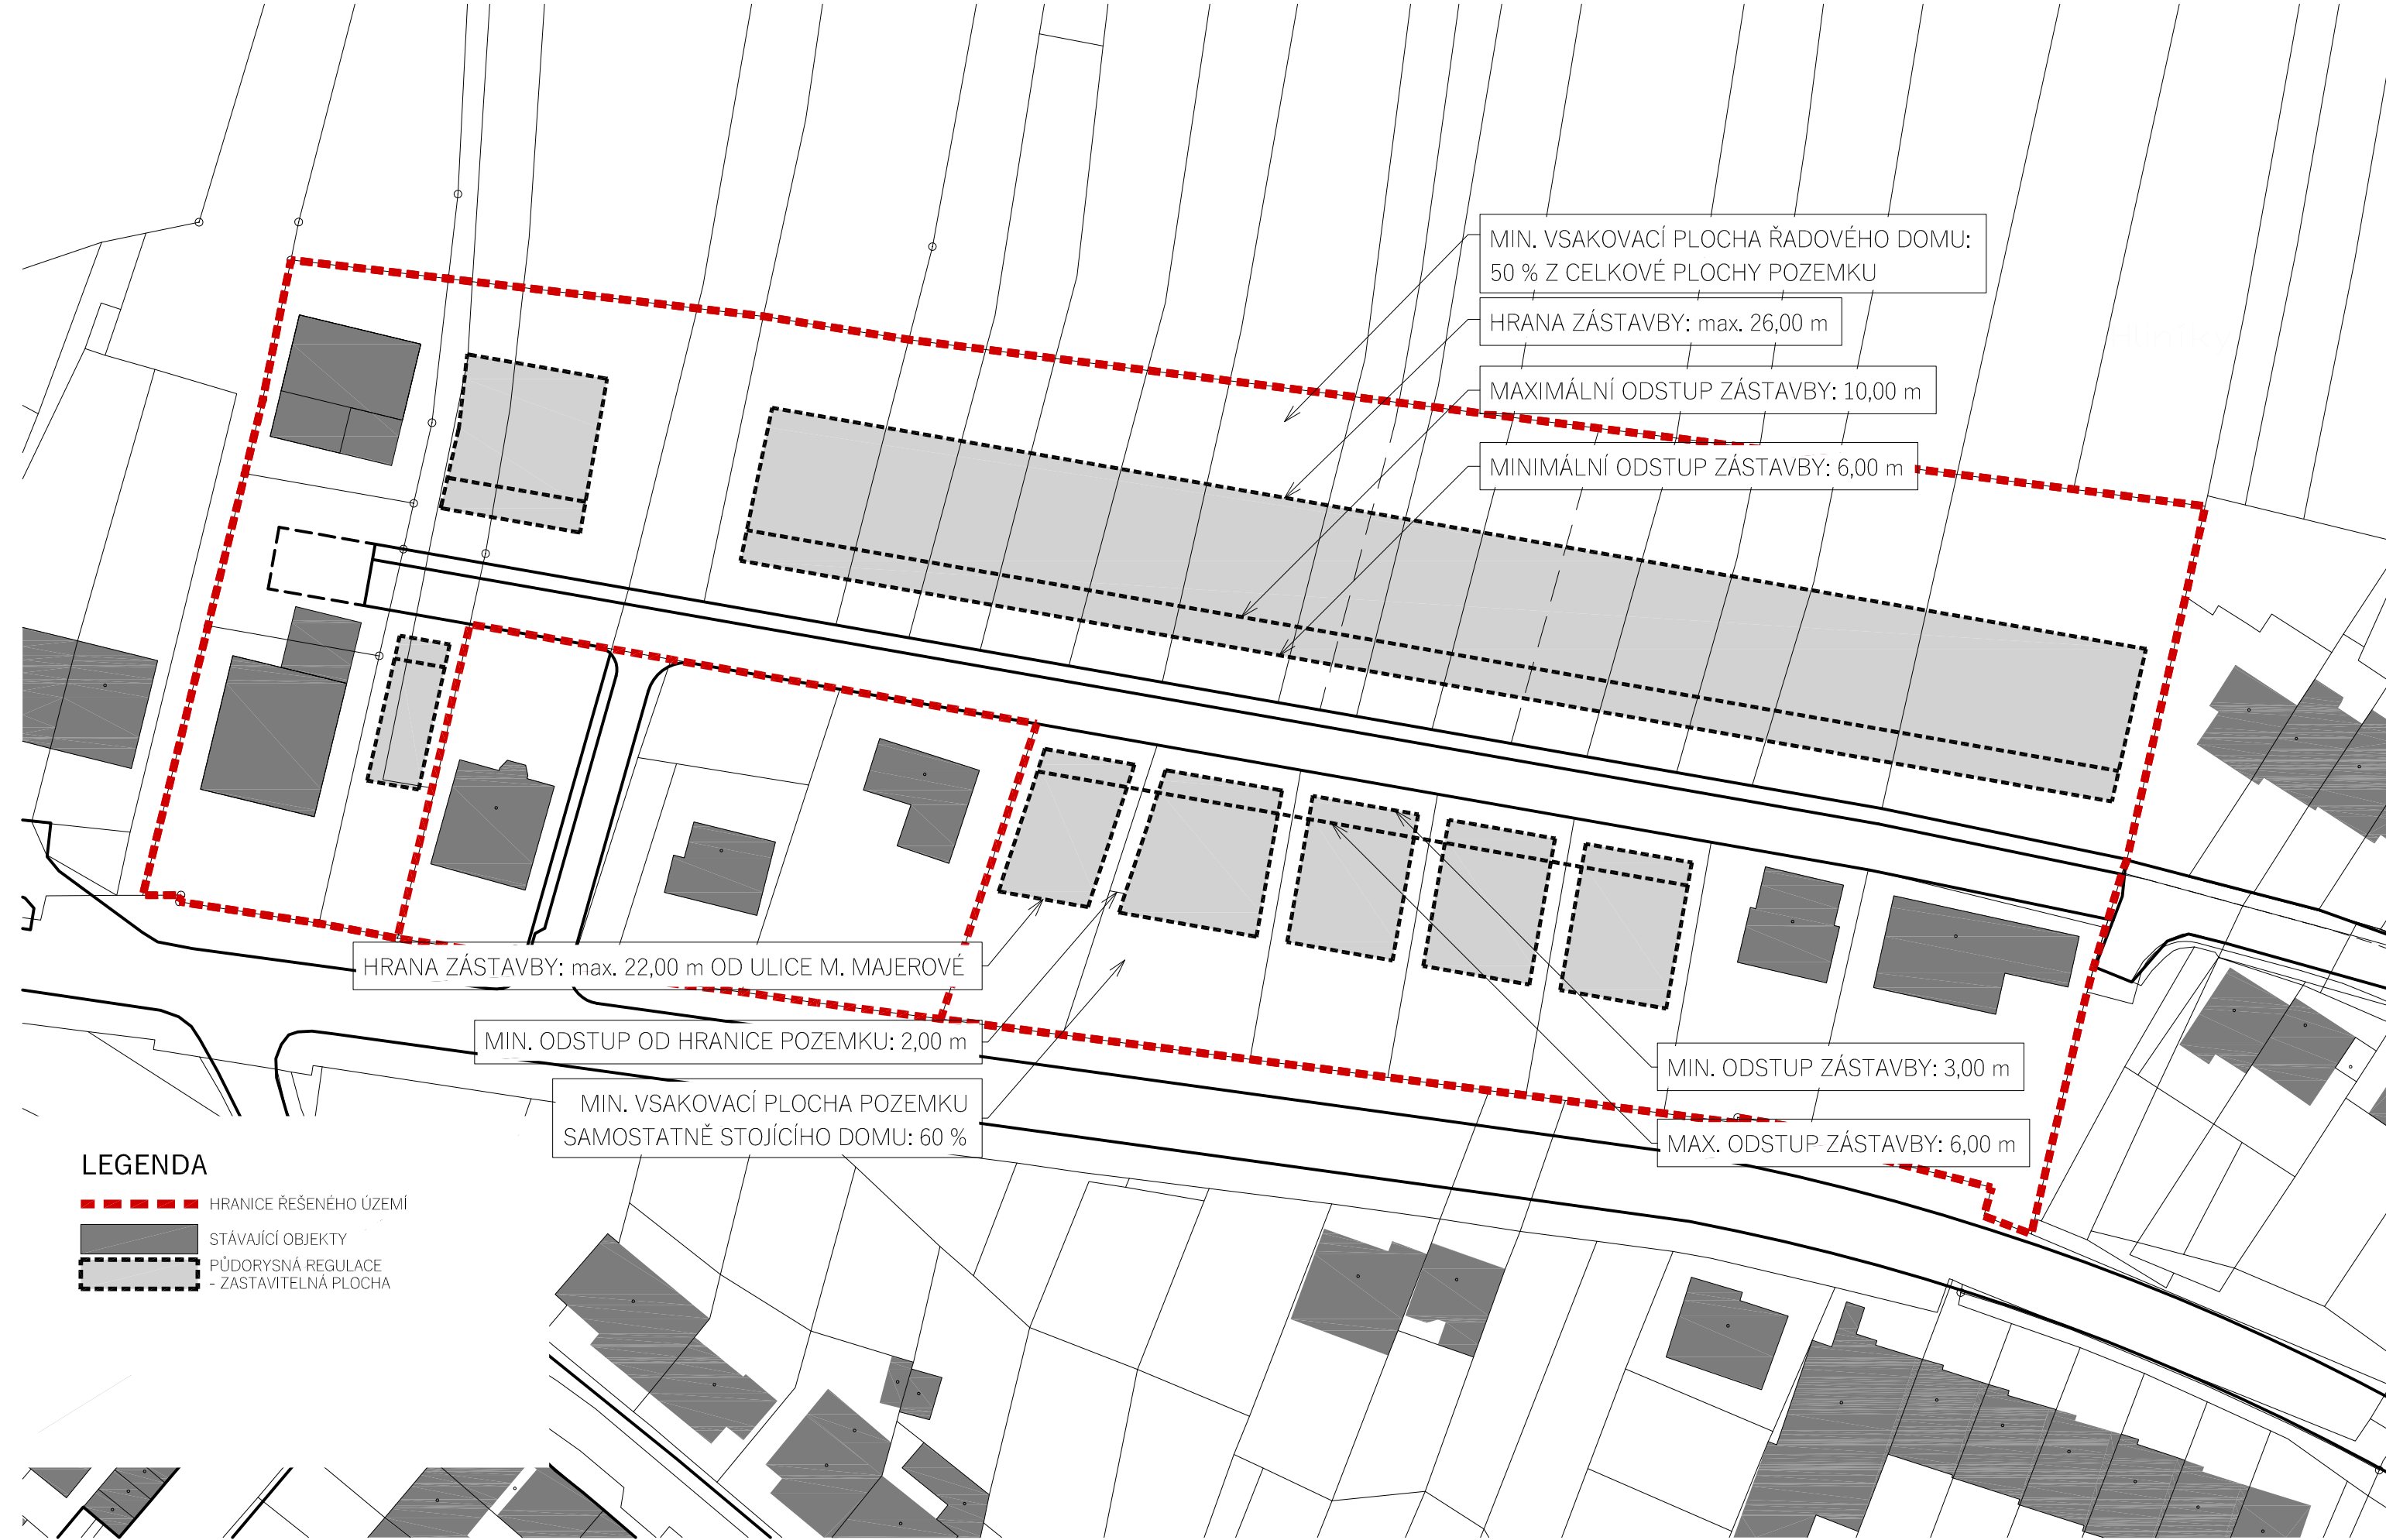 MIN. VSAKOVACÍ PLOCHA ŘADOVÉHO DOMU:
50 % Z CELKOVÉ PLOCHY POZEMKU
HRANA ZÁSTAVBY: max. 26,00 m
MAXIMÁLNÍ ODSTUP ZÁSTAVBY: 10,00 m
MINIMÁLNÍ ODSTUP ZÁSTAVBY: 6,00 m
HRANA ZÁSTAVBY: max. 22,00 m OD ULICE M. MAJEROVÉ
MIN. ODSTUP OD HRANICE POZEMKU: 2,00 m
MIN. VSAKOVACÍ PLOCHA POZEMKU
SAMOSTATNĚ STOJÍCÍHO DOMU: 60 %
MIN. ODSTUP ZÁSTAVBY: 3,00 m
MAX. ODSTUP ZÁSTAVBY: 6,00 m
LEGENDA
HRANICE ŘEŠENÉHO ÚZEMÍ
STÁVAJÍCÍ OBJEKTY
PŮDORYSNÁ REGULACE
- ZASTAVITELNÁ PLOCHA